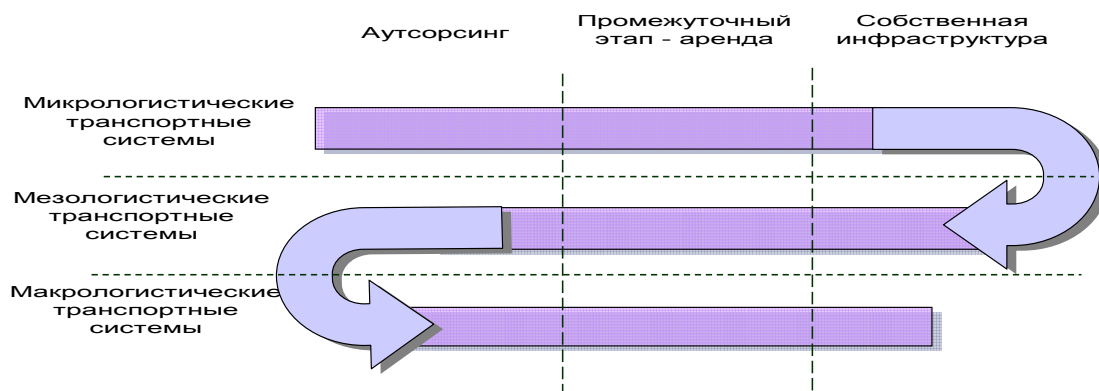 Аутсорсинг
Промежуточный
этап - аренда
Собственная
инфраструктура
Микрологистические
транспортные
системы
Мезологистические
транспортные
системы
Макрологистические
транспортные
системы